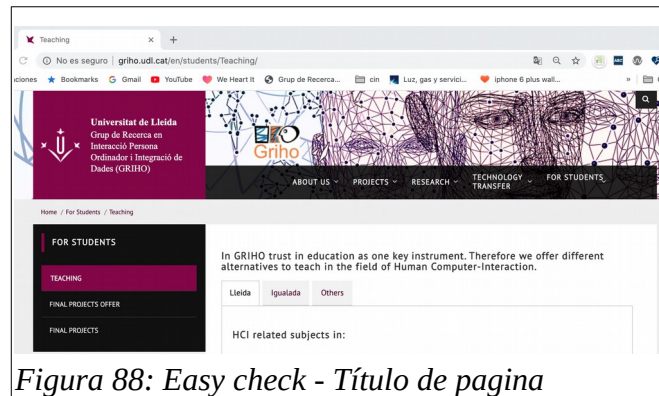 Teaching
No es seguro griho.udl.cat/en/students/Teaching/
ciones Bookmarks Gmail YouTube We Heart It Grup de Recerca... cin Luz, gas y servici... iphone 6 plus wall... »
Universitat de Lleida
Grup de Recerca en
Interacció Persona
Ordinador i Integració de
Dades (GRIHO)
Griho
ABOUT US PROJECTS RESEARCH TECHNOLOGY TRANSFER FOR STUDENTS
Home / For Students / Teaching
FOR STUDENTS
TEACHING
FINAL PROJECTS OFFER
FINAL PROJECTS
In GRIHO trust in education as one key instrument. Therefore we offer different
alternatives to teach in the field of Human Computer-Interaction.
Lleida Igualada Others
HCI related subjects in:
Figura 88: Easy check - Título de pagina